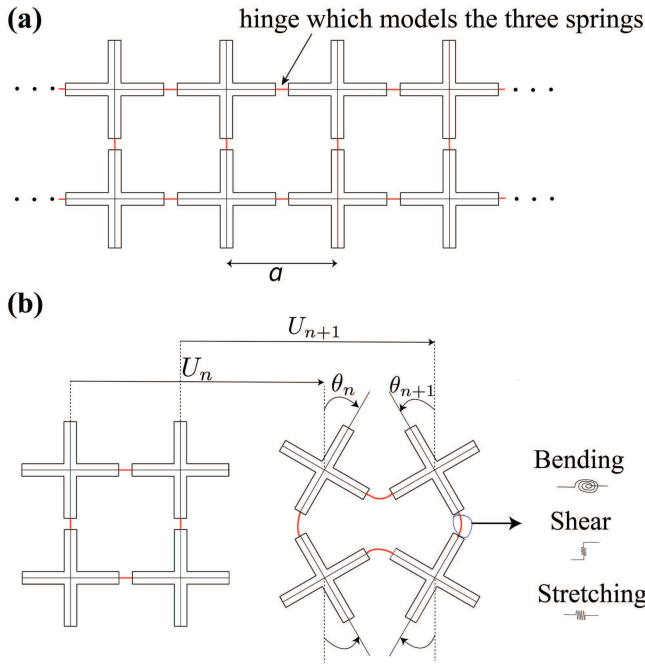 (a)
hinge which models the three springs
a
(b)
U_{n+1}
U_n
θ_n
θ_{n+1}
Bending
Shear
Stretching